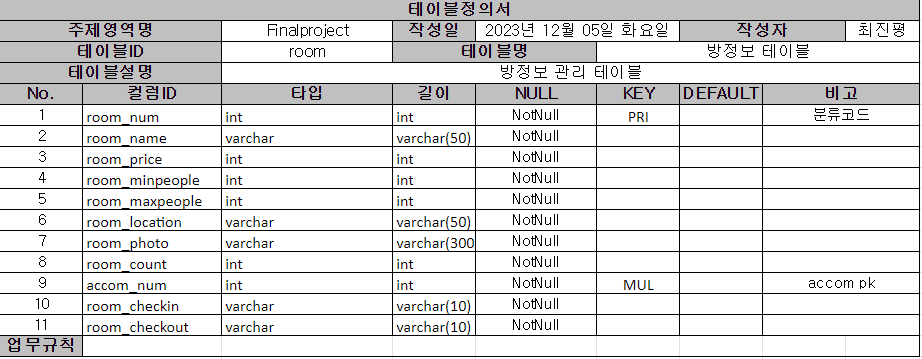 테이블정의서
주제영역명 Finalproject 작성일 2023년 12월 05일 화요일 작성자 최진평
테이블ID room 테이블명 방정보 테이블
테이블설명 방정보 관리 테이블
No. 컬럼ID 타입 길이 NULL KEY DEFAULT 비고
1 room_num int int NotNull PRI 분류코드
2 room_name varchar varchar(50) NotNull
3 room_price int int NotNull
4 room_minpeople int int NotNull
5 room_maxpeople int int NotNull
6 room_location varchar varchar(50) NotNull
7 room_photo varchar varchar(300 NotNull
8 room_count int int NotNull
9 accom_num int int NotNull MUL accom pk
10 room_checkin varchar varchar(10) NotNull
11 room_checkout varchar varchar(10) NotNull
업무규칙